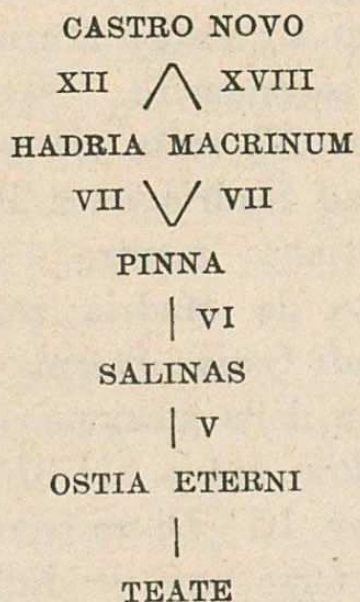 CASTRO NOVO
XII XVIII
HADRIA MACRINUM
VII VII
PINNA
VI
SALINAS
V
OSTIA ETERNI
TEATE